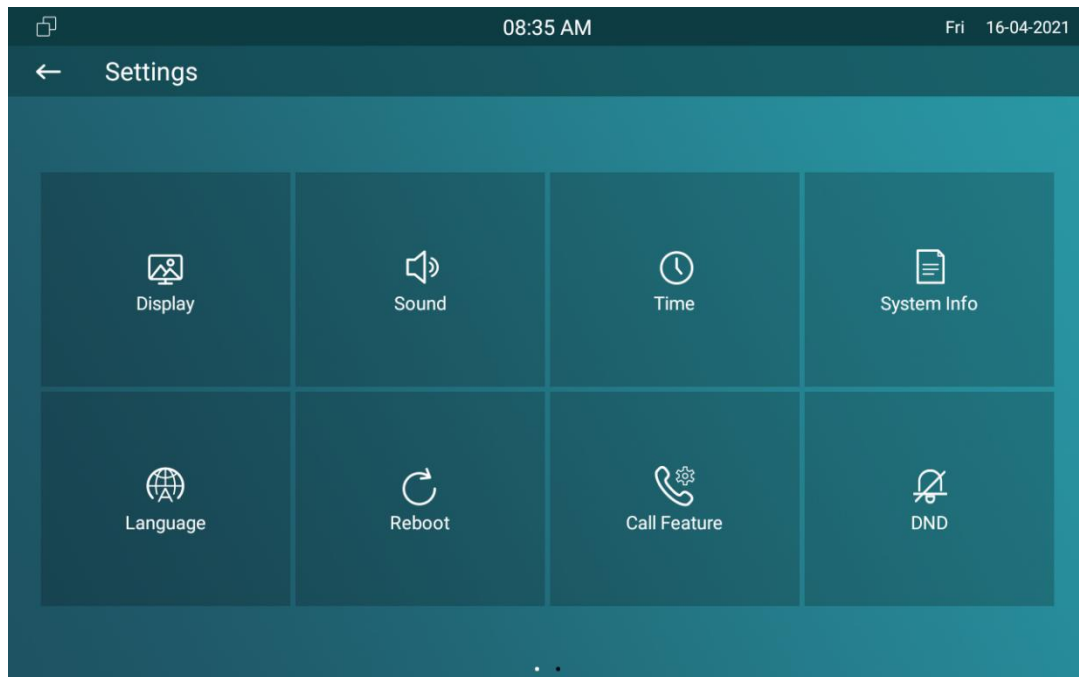 08:35 AM
Fri 16-04-2021
Settings
Display
Sound
Time
System Info
Language
Reboot
Call Feature
DND